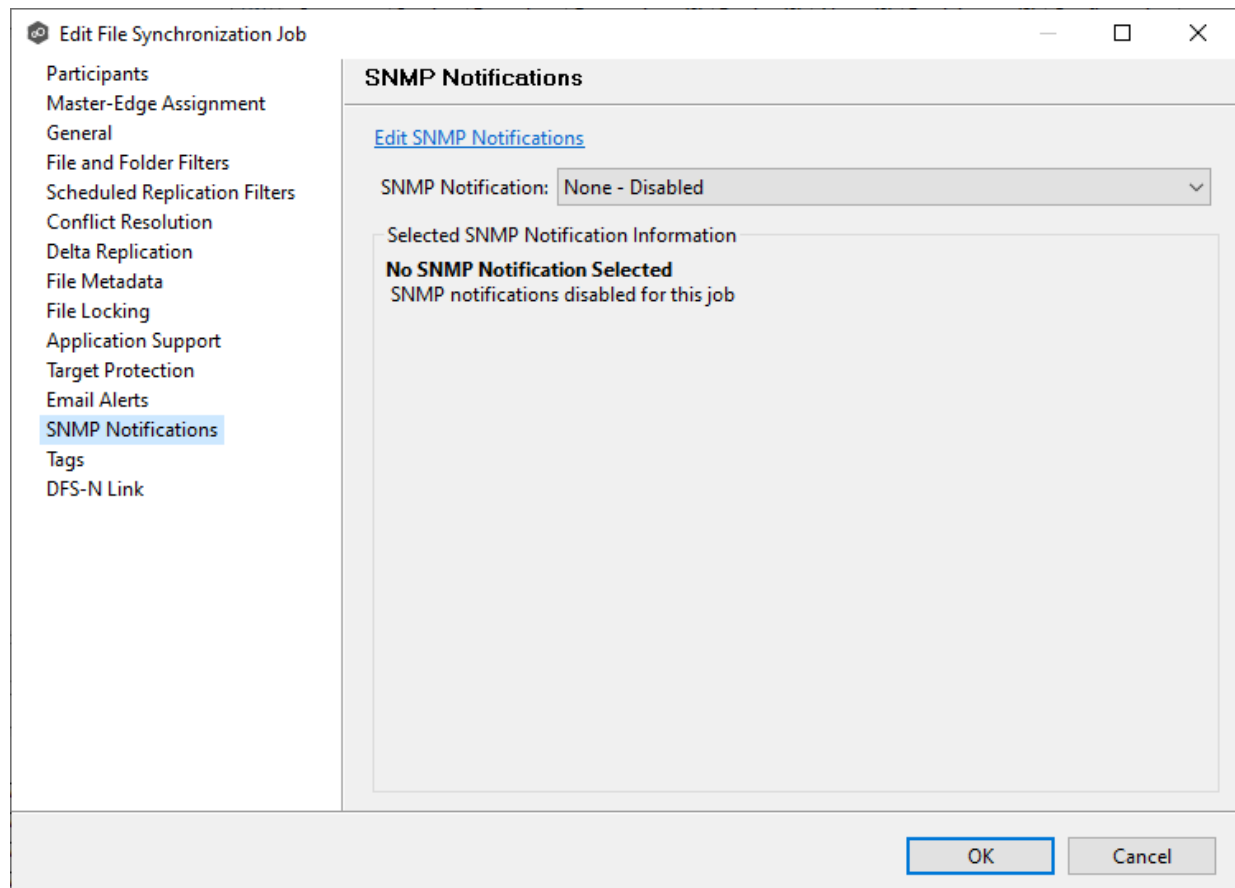 Edit File Synchronization Job
Participants
Master-Edge Assignment
General
File and Folder Filters
Scheduled Replication Filters
Conflict Resolution
Delta Replication
File Metadata
File Locking
Application Support
Target Protection
Email Alerts
SNMP Notifications
Tags
DFS-N Link
SNMP Notifications
Edit SNMP Notifications
SNMP Notification: None - Disabled
Selected SNMP Notification Information
No SNMP Notification Selected
SNMP notifications disabled for this job
OK Cancel